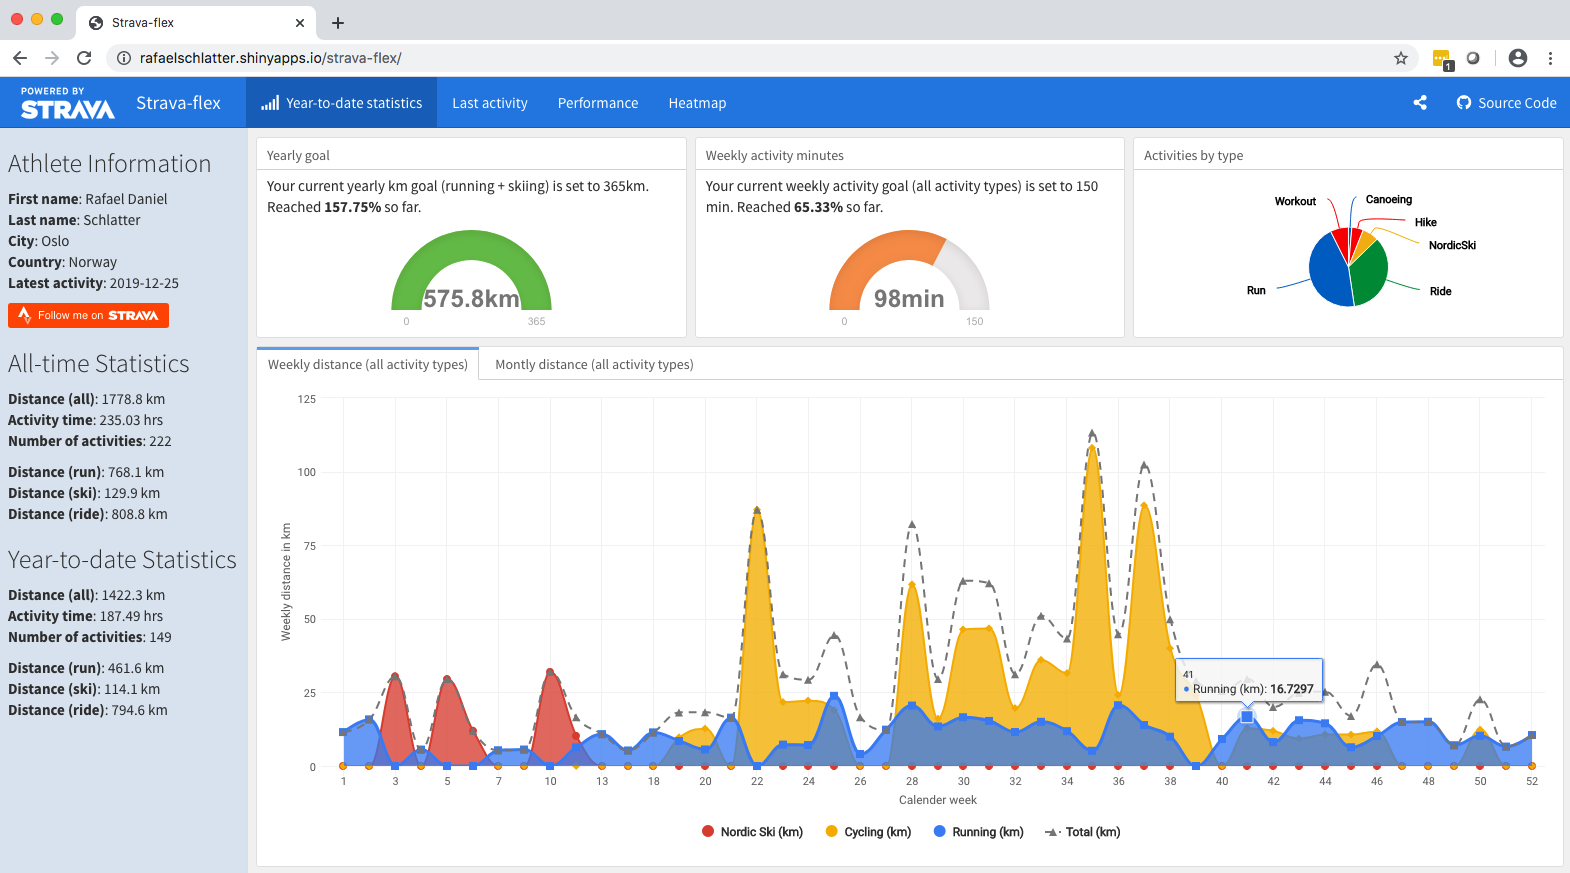 Strava-flex
rafaelschlatter.shinyapps.io/strava-flex/
1
POWERED BY
STRAVA
Strava-flex
Year-to-date statistics
Last activity
Performance
Heatmap
Source Code
Athlete Information
First name: Rafael Daniel
Last name: Schlatter
City: Oslo
Country: Norway
Latest activity: 2019-12-25
Follow me on STRAVA
All-time Statistics
Distance (all): 1778.8 km
Activity time: 235.03 hrs
Number of activities: 222
Distance (run): 768.1 km
Distance (ski): 129.9 km
Distance (ride): 808.8 km
Year-to-date Statistics
Distance (all): 1422.3 km
Activity time: 187.49 hrs
Number of activities: 149
Distance (run): 461.6 km
Distance (ski): 114.1 km
Distance (ride): 794.6 km
Yearly goal
Your current yearly km goal (running + skiing) is set to 365km.
Reached 157.75% so far.
575.8km
0 365
Weekly activity minutes
Your current weekly activity goal (all activity types) is set to 150
min. Reached 65.33% so far.
98min
0 150
Activities by type
Workout
Canoeing
Hike
NordicSki
Run
Ride
Weekly distance (all activity types)
Montly distance (all activity types)
125
100
75
50
25
0
Weekly distance in km
41
Running (km): 16.7297
1 3 5 7 10 13 18 20 22 24 26 28 30 32 34 36 38 40 42 44 46 48 50 52
Calender week
Nordic Ski (km) Cycling (km) Running (km) Total (km)